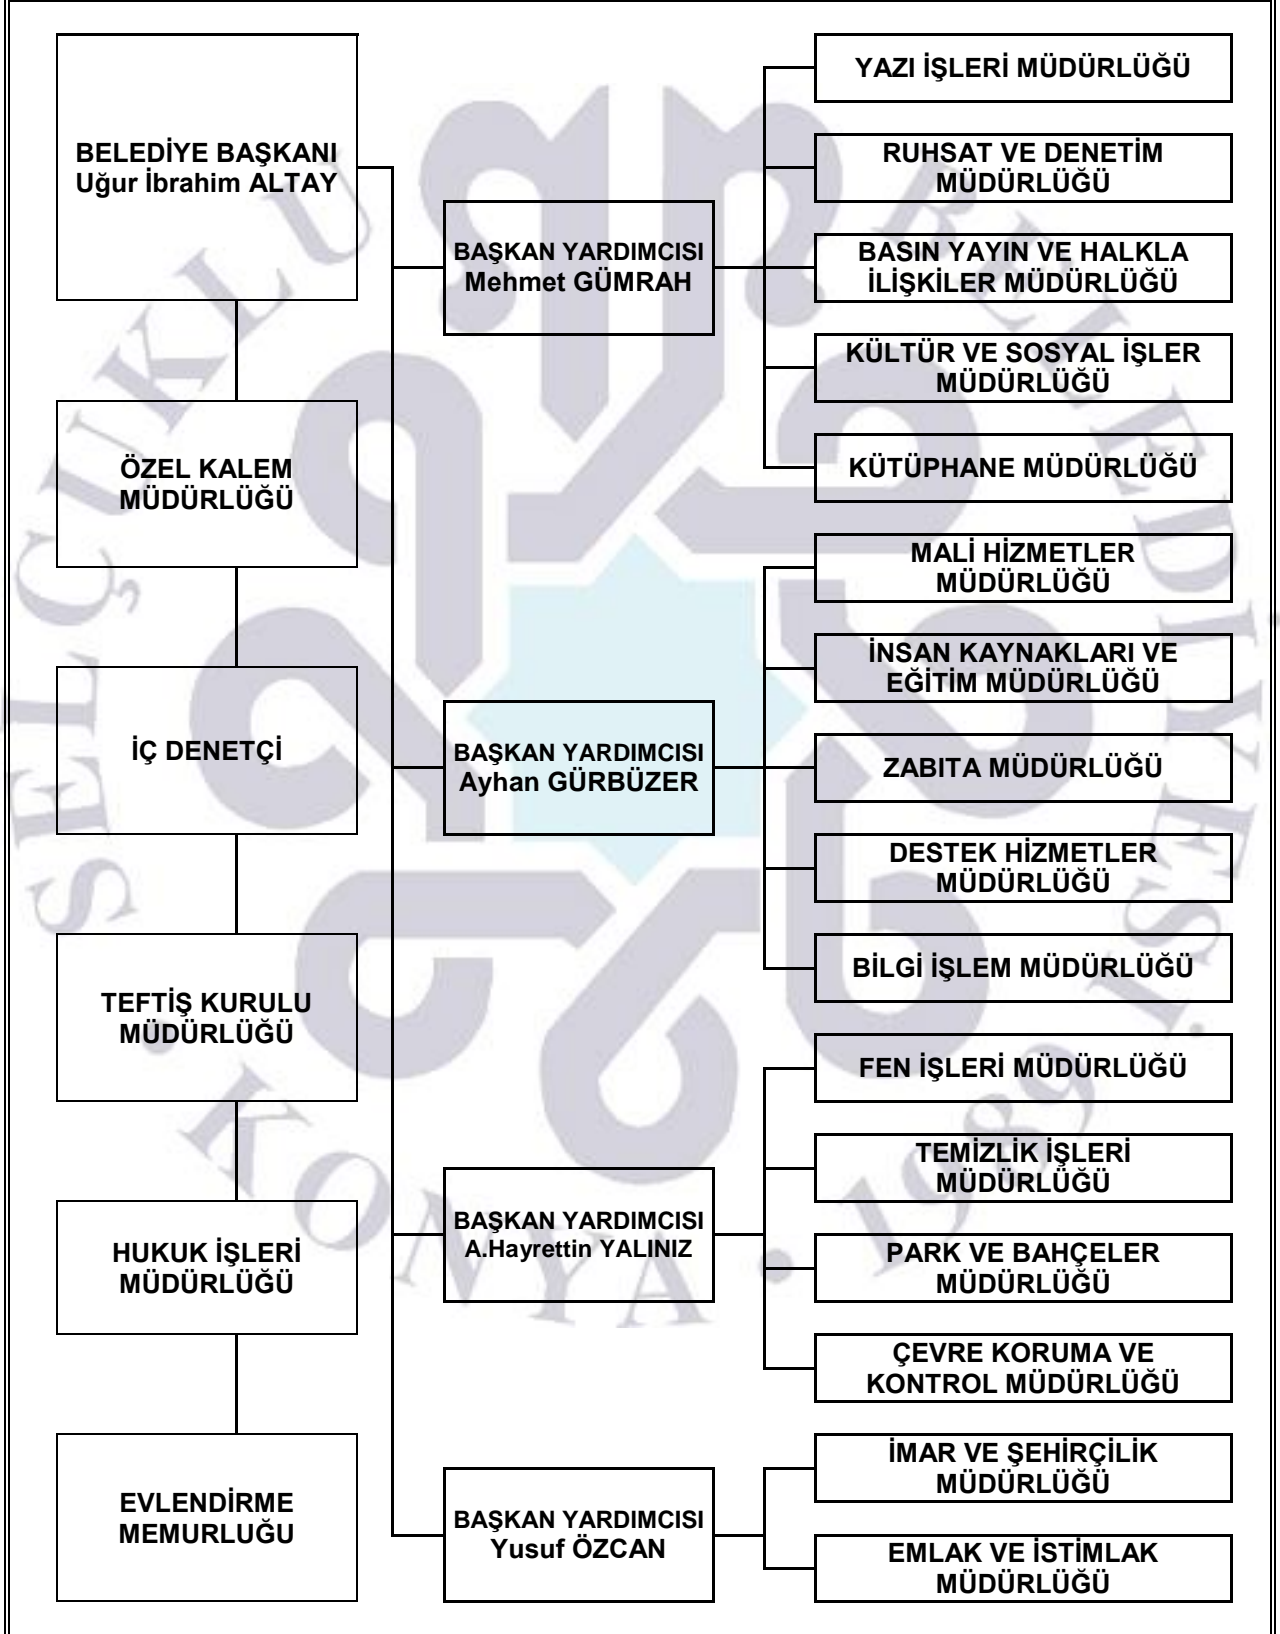 BELEDİYE BAŞKANI
Uğur İbrahim ALTAY
ÖZEL KALEM
MÜDÜRLÜĞÜ
İÇ DENETÇİ
TEFTİŞ KURULU
MÜDÜRLÜĞÜ
HUKUK İŞLERİ
MÜDÜRLÜĞÜ
EVLENDİRME
MEMURLUĞU
BAŞKAN YARDIMCISI
Mehmet GÜMRAH
YAZI İŞLERİ MÜDÜRLÜĞÜ
RUHSAT VE DENETİM
MÜDÜRLÜĞÜ
BASIN YAYIN VE HALKLA
İLİŞKİLER MÜDÜRLÜĞÜ
KÜLTÜR VE SOSYAL İŞLER
MÜDÜRLÜĞÜ
KÜTÜPHANE MÜDÜRLÜĞÜ
BAŞKAN YARDIMCISI
Ayhan GÜRBÜZER
MALİ HİZMETLER
MÜDÜRLÜĞÜ
İNSAN KAYNAKLARI VE
EĞİTİM MÜDÜRLÜĞÜ
ZABITA MÜDÜRLÜĞÜ
DESTEK HİZMETLER
MÜDÜRLÜĞÜ
BİLGİ İŞLEM MÜDÜRLÜĞÜ
BAŞKAN YARDIMCISI
A.Hayrettin YALINIZ
FEN İŞLERİ MÜDÜRLÜĞÜ
TEMİZLİK İŞLERİ
MÜDÜRLÜĞÜ
PARK VE BAHÇELER
MÜDÜRLÜĞÜ
ÇEVRE KORUMA VE
KONTROL MÜDÜRLÜĞÜ
BAŞKAN YARDIMCISI
Yusuf ÖZCAN
İMAR VE ŞEHİRÇİLİK
MÜDÜRLÜĞÜ
EMLAK VE İSTİMLAK
MÜDÜRLÜĞÜ
SELÇUKLU BELEDİYESİ
• KONYA • 1989 •